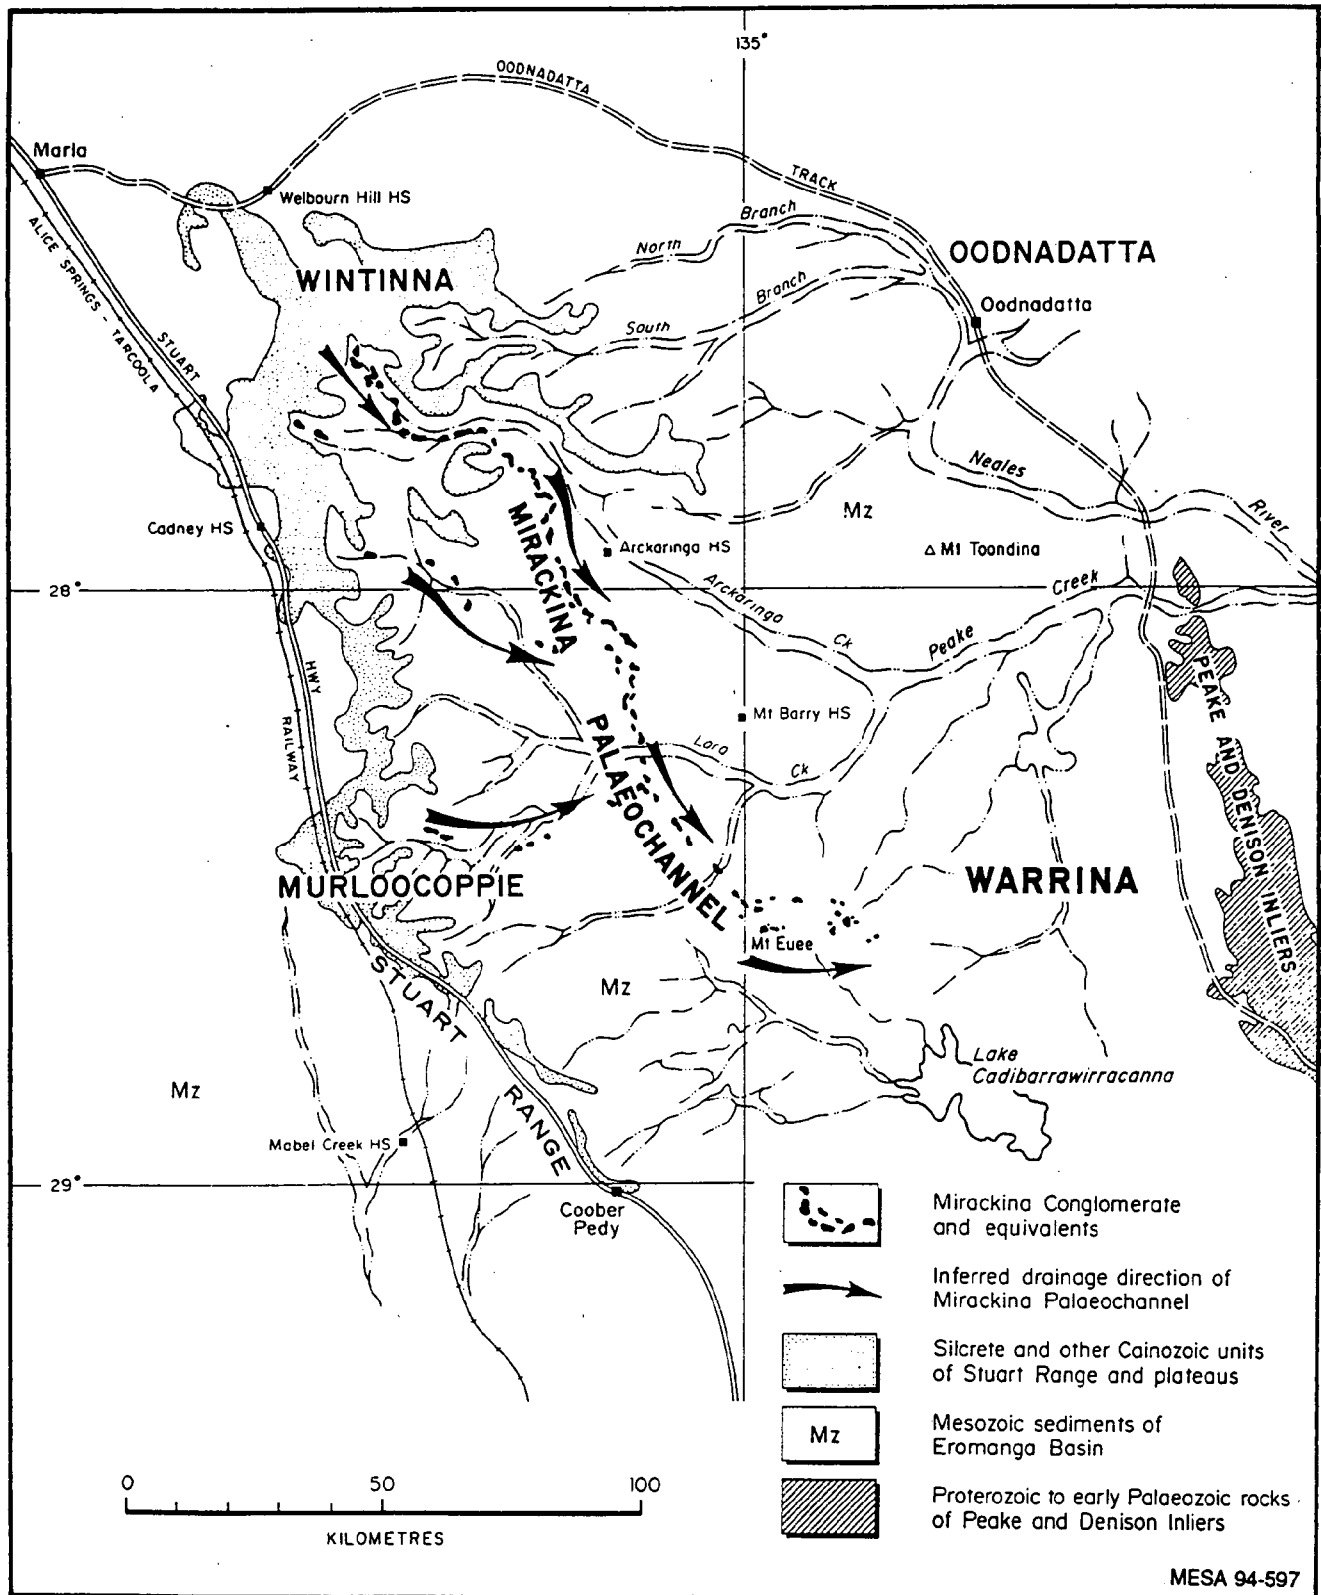 135°
OODNADATTA
TRACK
Marla
Welbourn Hill HS
North
Branch
WINTINNA
OODNADATTA
ALICE SPRINGS - TARCOOLA
STUART
South
Branch
Oodnadatta
Neales
River
Cadney HS
MIRACKINA
Mz
Arckaringa HS
Mt Toondina
28°
Arckaringa
Ck
Peake
Creek
HWY
RAILWAY
PALAEOCHANNEL
Mt Barry HS
Lora
Ck
PEAKE AND DENISON INLIERS
MURLOOCOPPIE
WARRINA
Mt Euee
STUART
RANGE
Mz
Mz
Lake
Cadibarrawirracanna
Mabel Creek HS
29°
Coober
Pedy
Mirackina Conglomerate
and equivalents
Inferred drainage direction of
Mirackina Palaeochannel
Silcrete and other Cainozoic units
of Stuart Range and plateaus
Mz
Mesozoic sediments of
Eromanga Basin
Proterozoic to early Palaeozoic rocks
of Peake and Denison Inliers
0 50 100
KILOMETRES
MESA 94-597